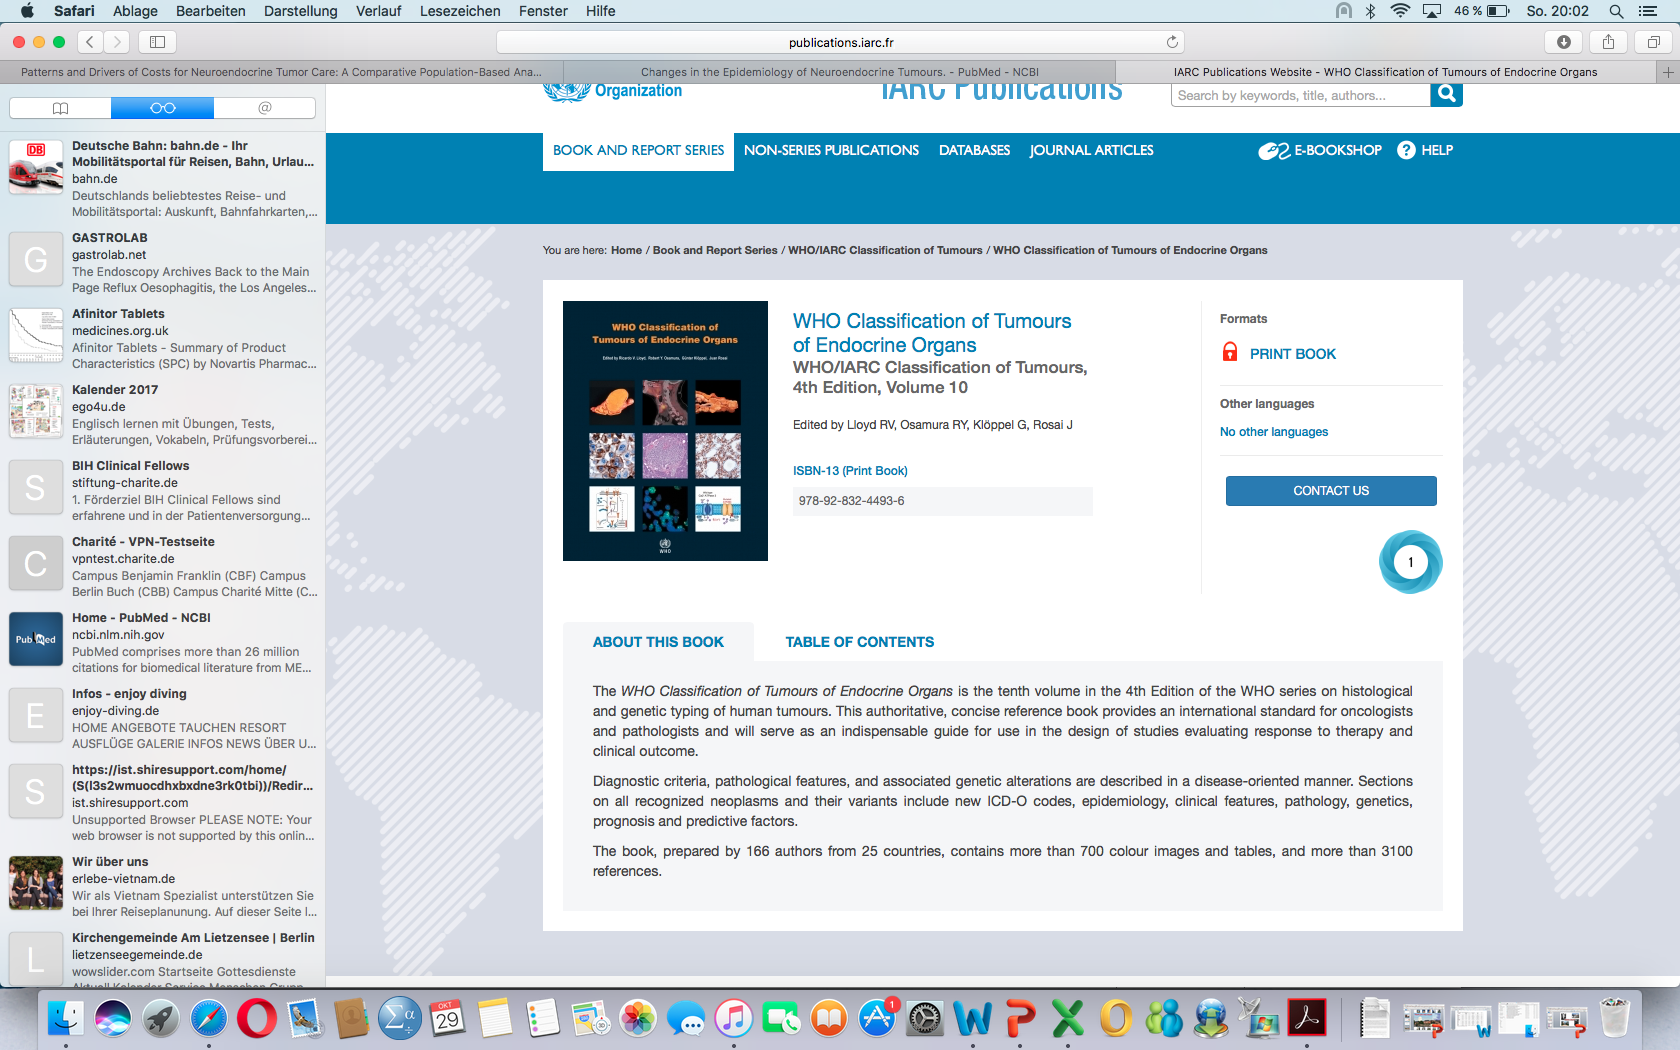 Safari Ablage Bearbeiten Darstellung Verlauf Lesezeichen Fenster Hilfe 46 % So. 20:02
publications.iarc.fr
Patterns and Drivers of Costs for Neuroendocrine Tumor Care: A Comparative Population-Based Ana...
Changes in the Epidemiology of Neuroendocrine Tumours. - PubMed - NCBI
IARC Publications Website - WHO Classification of Tumours of Endocrine Organs
@
Deutsche Bahn: bahn.de - Ihr
Mobilitätsportal für Reisen, Bahn, Urlau...
bahn.de
Deutschlands beliebtestes Reise- und
Mobilitätsportal: Auskunft, Bahnfahrkarten,...
DB
G
GASTROLAB
gastrolab.net
The Endoscopy Archives Back to the Main
Page Reflux Oesophagitis, the Los Angeles...
Afinitor Tablets
medicines.org.uk
Afinitor Tablets - Summary of Product
Characteristics (SPC) by Novartis Pharmac...
Kalender 2017
ego4u.de
Englisch lernen mit Übungen, Tests,
Erläuterungen, Vokabeln, Prüfungsvorberei...
S
BIH Clinical Fellows
stiftung-charite.de
1. Förderziel BIH Clinical Fellows sind
erfahrene und in der Patientenversorgung...
C
Charité - VPN-Testseite
vpntest.charite.de
Campus Benjamin Franklin (CBF) Campus
Berlin Buch (CBB) Campus Charité Mitte (C...
PubMed
Home - PubMed - NCBI
ncbi.nlm.nih.gov
PubMed comprises more than 26 million
citations for biomedical literature from ME...
E
Infos - enjoy diving
enjoy-diving.de
HOME ANGEBOTE TAUCHEN RESORT
AUSFLÜGE GALERIE INFOS NEWS ÜBER U...
S
https://ist.shiresupport.com/home/
(S(l3s2wmuocdhxbxdne3rk0tbi))/Redir...
ist.shiresupport.com
Unsupported Browser PLEASE NOTE: Your
web browser is not supported by this onlin...
Wir über uns
erlebe-vietnam.de
Wir als Vietnam Spezialist unterstützen Sie
bei Ihrer Reiseplanunung. Auf dieser Seite l...
L
Kirchengemeinde Am Lietzensee | Berlin
lietzenseegemeinde.de
wowslider.com Startseite Gottesdienste
Aktuell Kalender Service Menschen Grupp
Organization
IARC Publications
Search by keywords, title, authors...
BOOK AND REPORT SERIES NON-SERIES PUBLICATIONS DATABASES JOURNAL ARTICLES E-BOOKSHOP ? HELP
You are here: Home / Book and Report Series / WHO/IARC Classification of Tumours / WHO Classification of Tumours of Endocrine Organs
WHO Classification of
Tumours of Endocrine Organs
Edited by Ricardo V. Lloyd, Robert Y. Osamura, Günter Klöppel, Juan Rosai
WHO
WHO Classification of Tumours
of Endocrine Organs
WHO/IARC Classification of Tumours,
4th Edition, Volume 10
Edited by Lloyd RV, Osamura RY, Klöppel G, Rosai J
ISBN-13 (Print Book)
978-92-832-4493-6
Formats
PRINT BOOK
Other languages
No other languages
CONTACT US
1
ABOUT THIS BOOK TABLE OF CONTENTS
The WHO Classification of Tumours of Endocrine Organs is the tenth volume in the 4th Edition of the WHO series on histological
and genetic typing of human tumours. This authoritative, concise reference book provides an international standard for oncologists
and pathologists and will serve as an indispensable guide for use in the design of studies evaluating response to therapy and
clinical outcome.
Diagnostic criteria, pathological features, and associated genetic alterations are described in a disease-oriented manner. Sections
on all recognized neoplasms and their variants include new ICD-O codes, epidemiology, clinical features, pathology, genetics,
prognosis and predictive factors.
The book, prepared by 166 authors from 25 countries, contains more than 700 colour images and tables, and more than 3100
references.
OKT
29
1